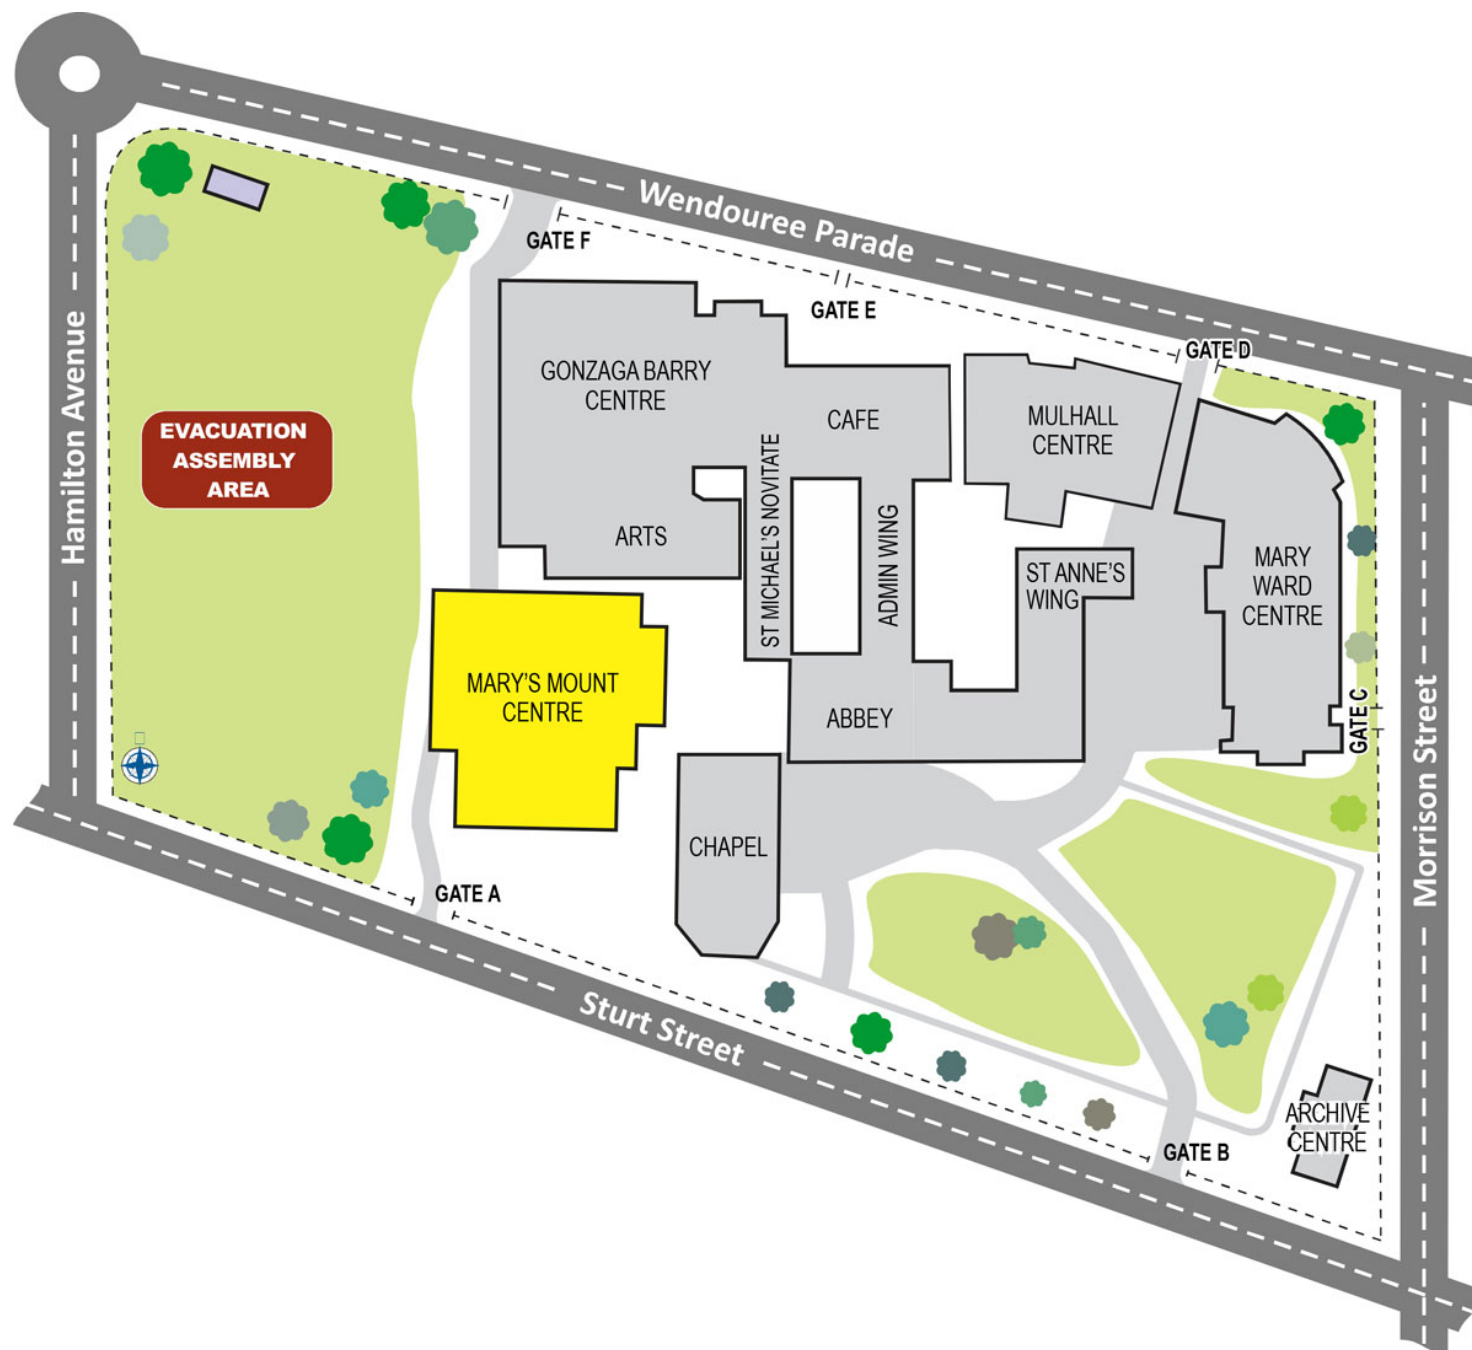 Wendouree Parade
GATE F
GATE E
GATE D
Hamilton Avenue
EVACUATION
ASSEMBLY
AREA
GONZAGA BARRY
CENTRE
CAFE
MULHALL
CENTRE
ARTS
ST MICHAEL'S NOVITATE
ADMIN WING
ST ANNE'S
WING
MARY
WARD
CENTRE
MARY'S MOUNT
CENTRE
ABBEY
GATE C
Morrison Street
CHAPEL
GATE A
Sturt Street
ARCHIVE
CENTRE
GATE B